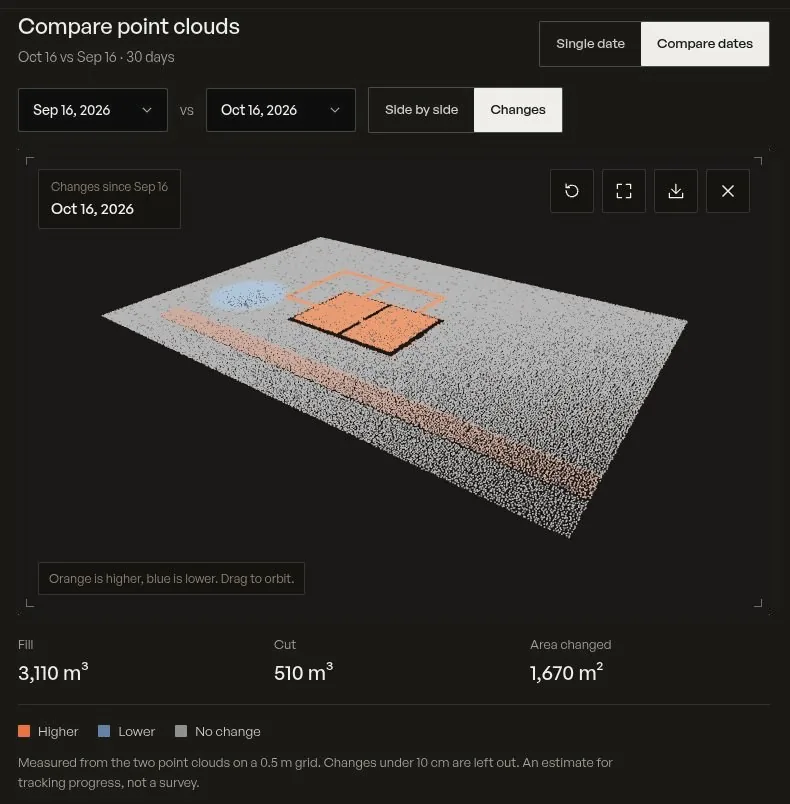 Compare point clouds
Oct 16 vs Sep 16 · 30 days
Single date
Compare dates
Sep 16, 2026
vs
Oct 16, 2026
Side by side
Changes
Changes since Sep 16
Oct 16, 2026
Orange is higher, blue is lower. Drag to orbit.
Fill
Cut
Area changed
3,110 m³
510 m³
1,670 m²
Higher
Lower
No change
Measured from the two point clouds on a 0.5 m grid. Changes under 10 cm are left out. An estimate for
tracking progress, not a survey.